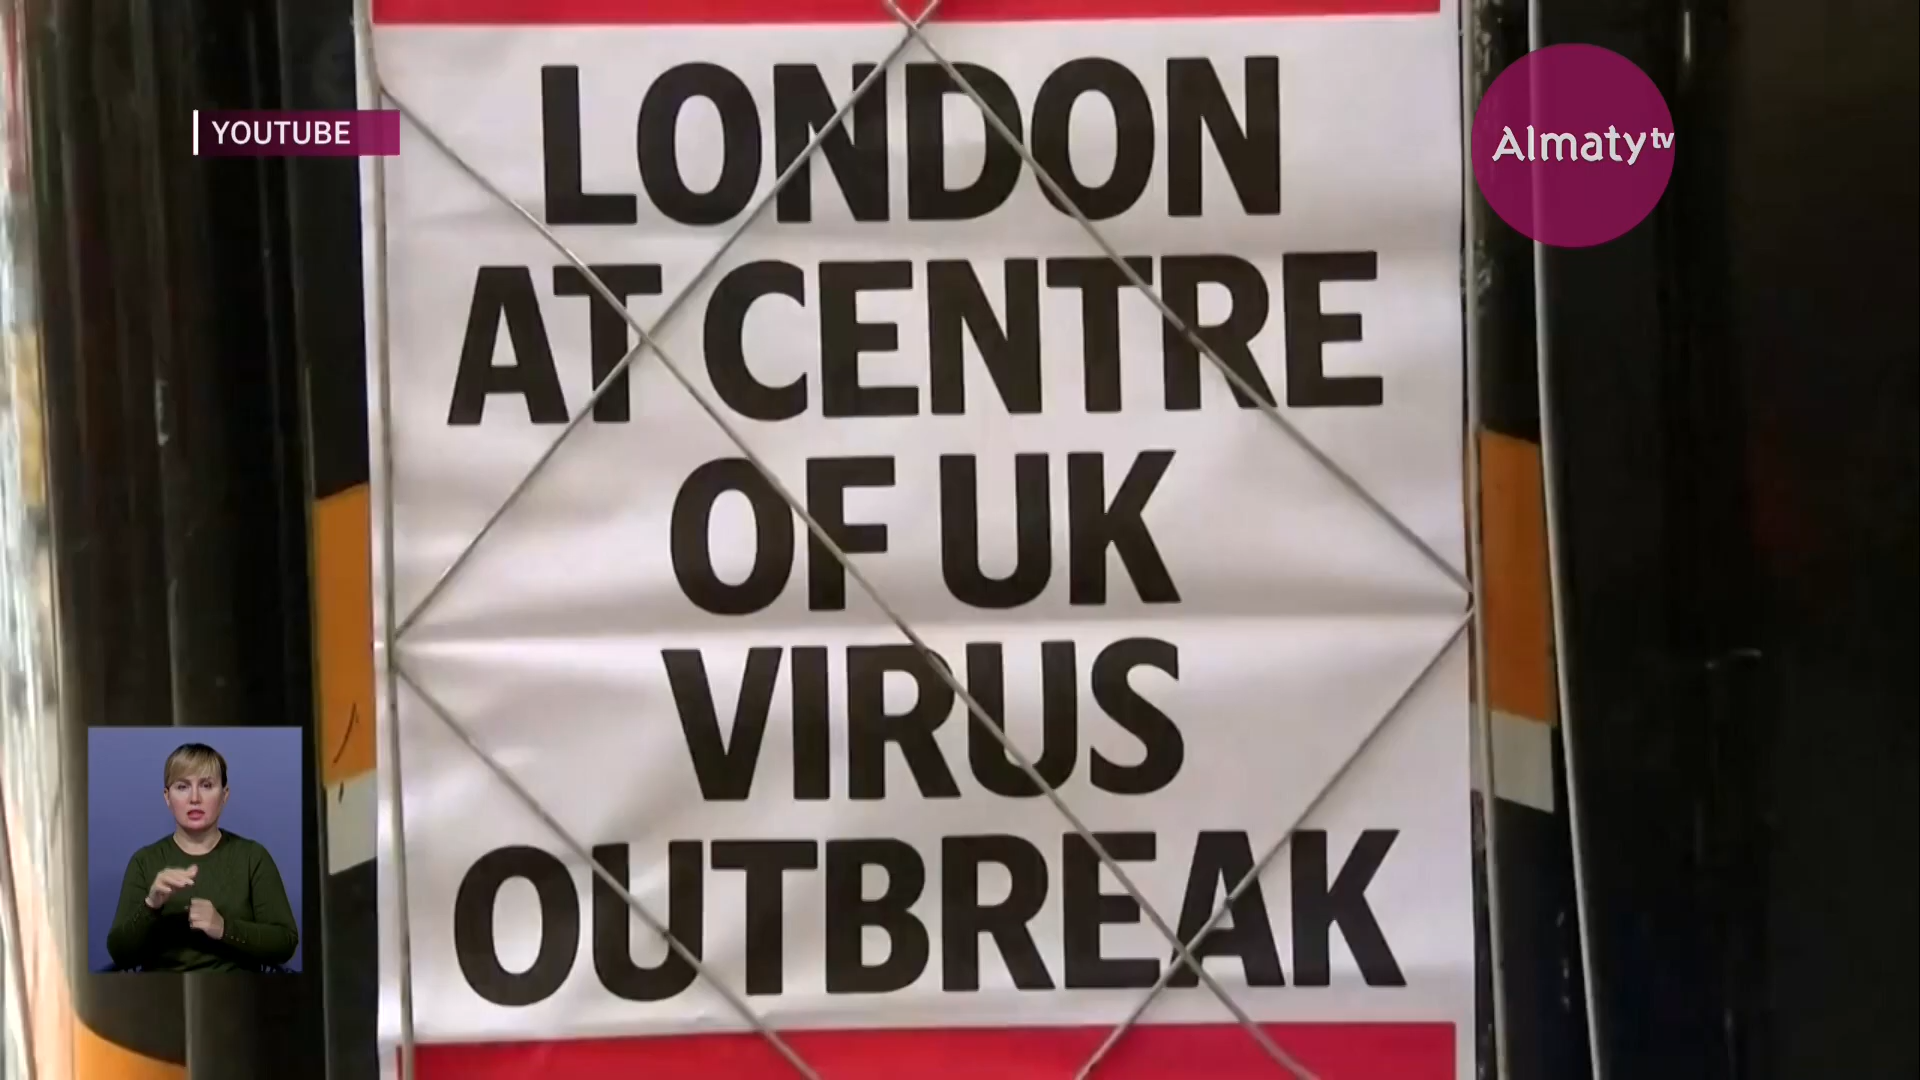 YOUTUBE
Almaty tv
LONDON
AT CENTRE
OF UK
VIRUS
OUTBREAK